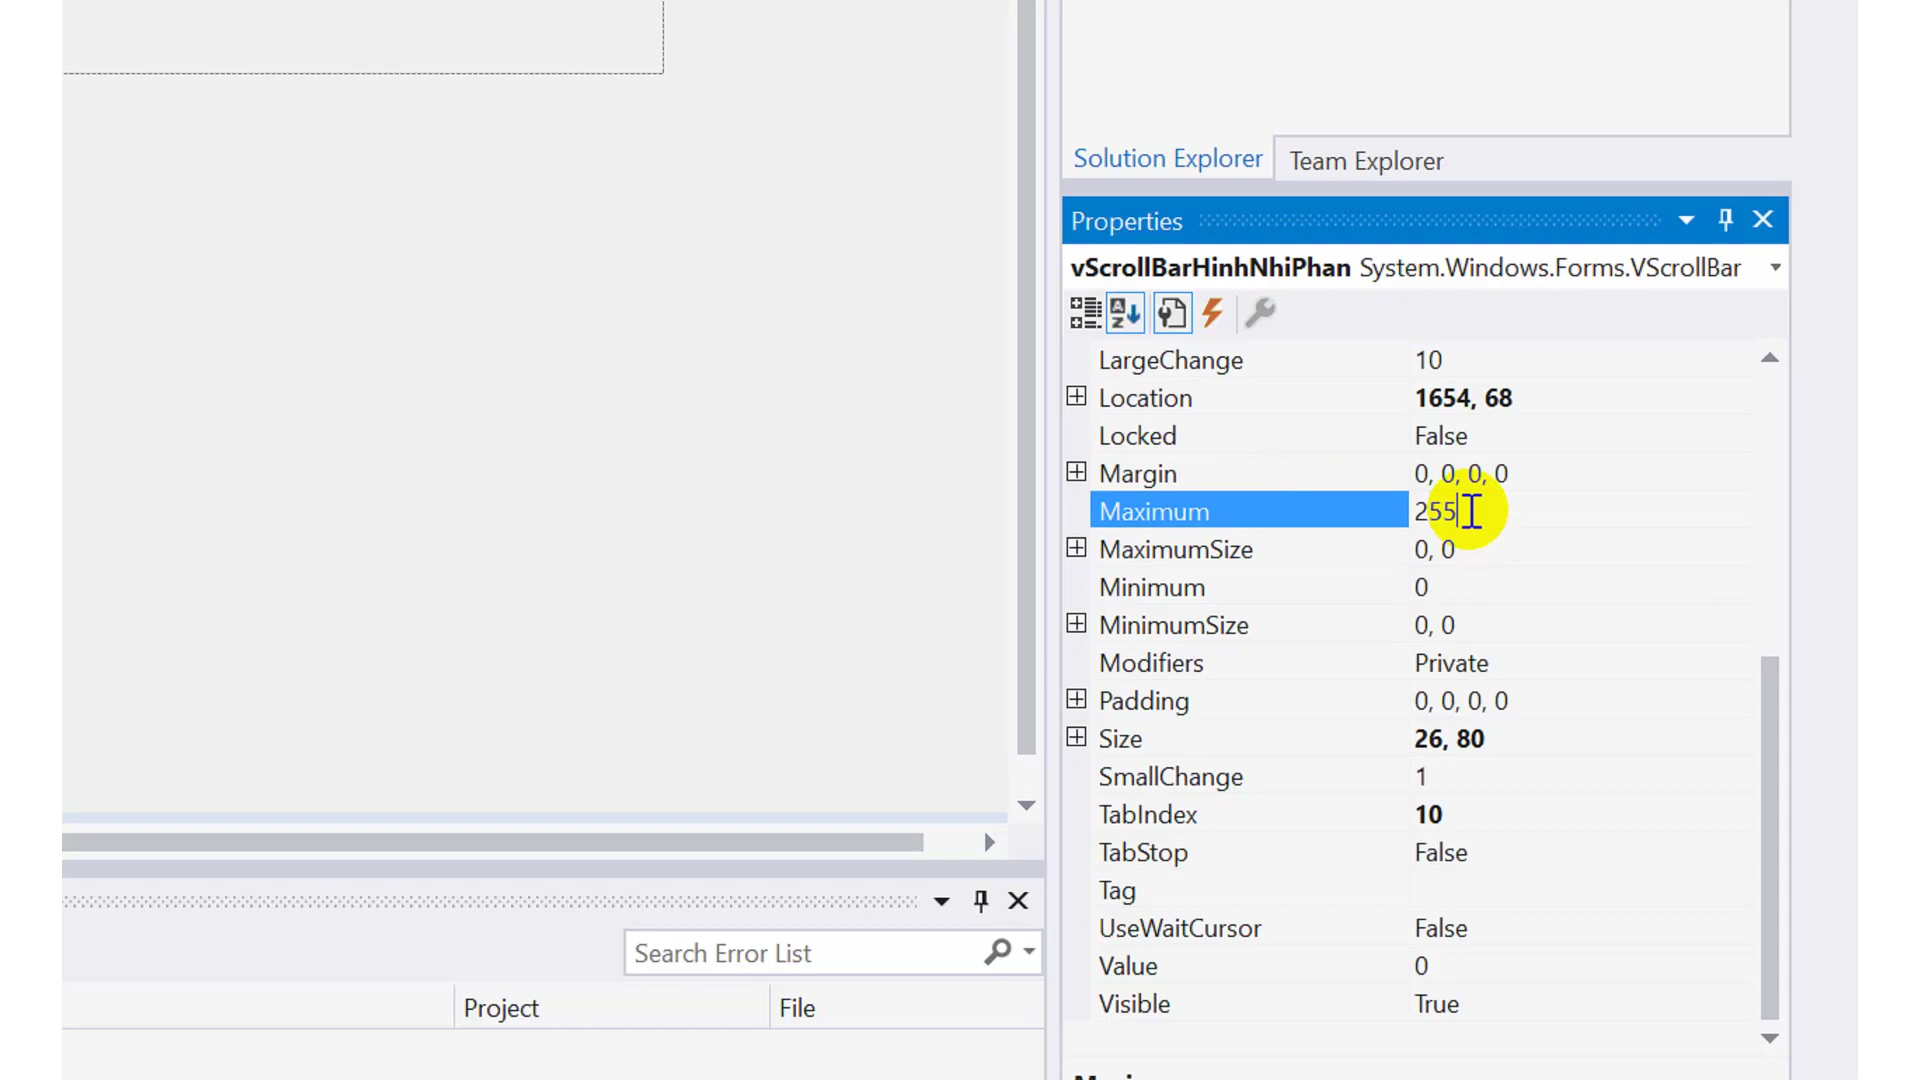 Solution Explorer Team Explorer
Properties
vScrollBarHinhNhiPhan System.Windows.Forms.VScrollBar
LargeChange 10
Location 1654, 68
Locked False
Margin 0, 0, 0, 0
Maximum 255
MaximumSize 0, 0
Minimum 0
MinimumSize 0, 0
Modifiers Private
Padding 0, 0, 0, 0
Size 26, 80
SmallChange 1
TabIndex 10
TabStop False
Tag
UseWaitCursor False
Value 0
Visible True
Search Error List
Project File